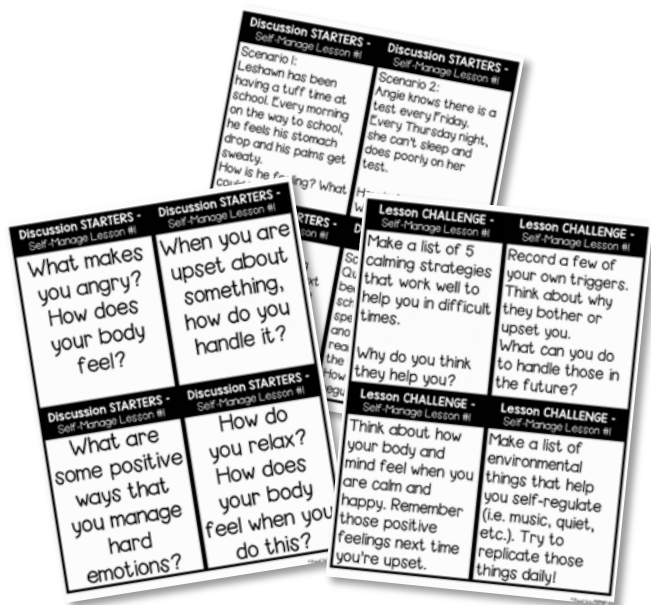 Discussion STARTERS -
Self-Manage Lesson #1
Scenario 1:
Leshawn has been
having a tuff time at
school. Every morning
on the way to school,
he feels his stomach
drop and his palms get
sweaty.
How is he feeling? What
Discussion STARTERS -
Self-Manage Lesson #1
Scenario 2:
Angie knows there is a
test every Friday.
Every Thursday night,
she can't sleep and
does poorly on her
test.
Discussion STARTERS -
Self-Manage Lesson #1
What makes
you angry?
How does
your body
feel?
Discussion STARTERS -
Self-Manage Lesson #1
When you are
upset about
something,
how do you
handle it?
Discussion STARTERS -
Self-Manage Lesson #1
What are
some positive
ways that
you manage
hard
emotions?
Discussion STARTERS -
Self-Manage Lesson #1
How do
you relax?
How does
your body
feel when you
do this?
Lesson CHALLENGE -
Self-Manage Lesson #1
Make a list of 5
calming strategies
that work well to
help you in difficult
times.
Why do you think
they help you?
Lesson CHALLENGE -
Self-Manage Lesson #1
Record a few of
your own triggers.
Think about why
they bother or
upset you.
What can you do
to handle those in
the future?
Lesson CHALLENGE -
Self-Manage Lesson #1
Think about how
your body and
mind feel when you
are calm and
happy. Remember
those positive
feelings next time
you're upset.
Lesson CHALLENGE -
Self-Manage Lesson #1
Make a list of
environmental
things that help
you self-regulate
(i.e. music, quiet,
etc.). Try to
replicate those
things daily!